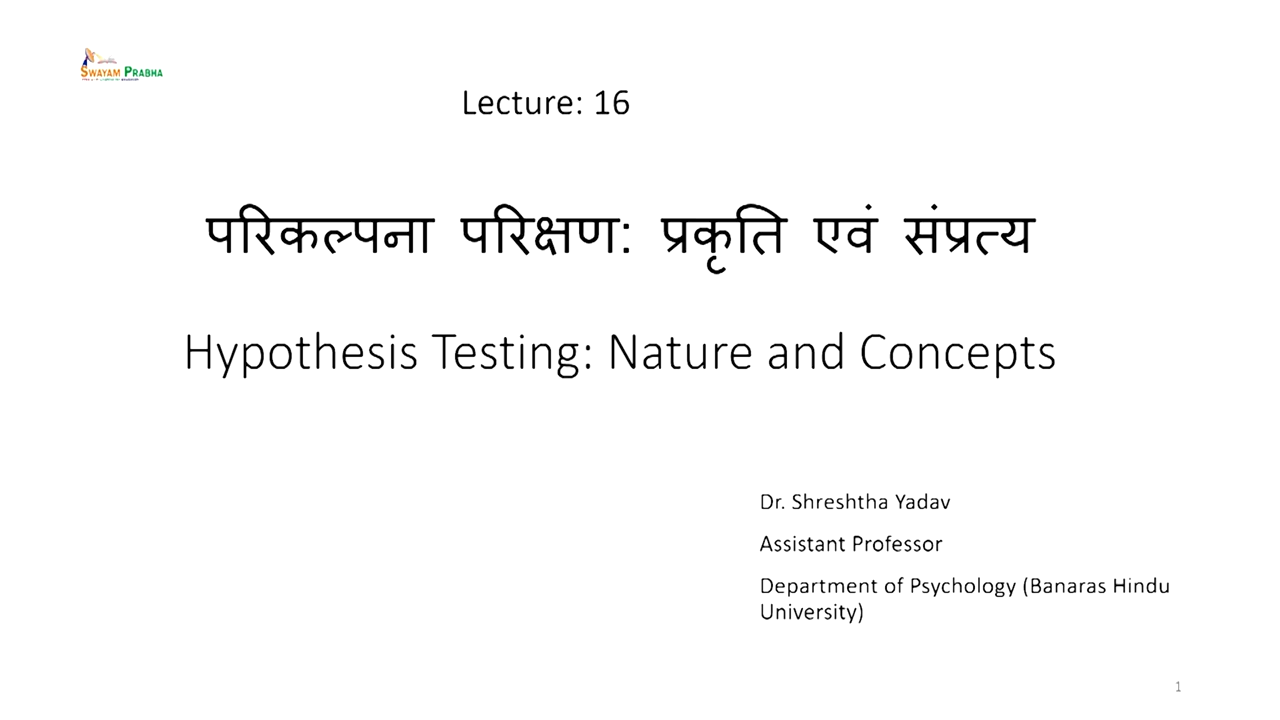 SWAYAM PRABHA
Lecture: 16
परिकल्पना परिक्षण: प्रकृति एवं संप्रत्य
Hypothesis Testing: Nature and Concepts
Dr. Shreshtha Yadav
Assistant Professor
Department of Psychology (Banaras Hindu
University)
1